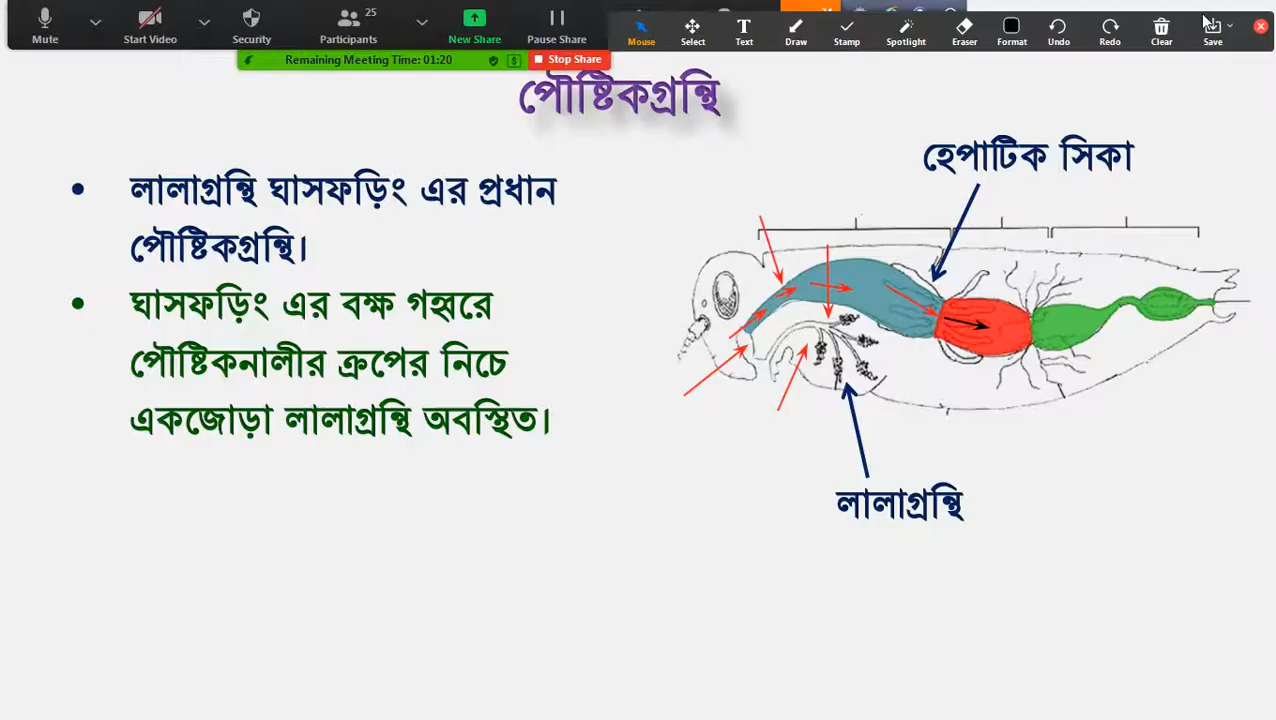 Mute
Start Video
Security
Participants
25
New Share
Pause Share
Mouse
Select
Text
Draw
Stamp
Spotlight
Eraser
Format
Undo
Redo
Clear
Save
Remaining Meeting Time: 01:20
Stop Share
পৌষ্টিকগ্রন্থি
হেপাটিক সিকা
• লালাগ্রন্থি ঘাসফড়িং এর প্রধান
পৌষ্টিকগ্রন্থি।
• ঘাসফড়িং এর বক্ষ গহ্বরে
পৌষ্টিকনালীর ক্রপের নিচে
একজোড়া লালাগ্রন্থি অবস্থিত।
লালাগ্রন্থি